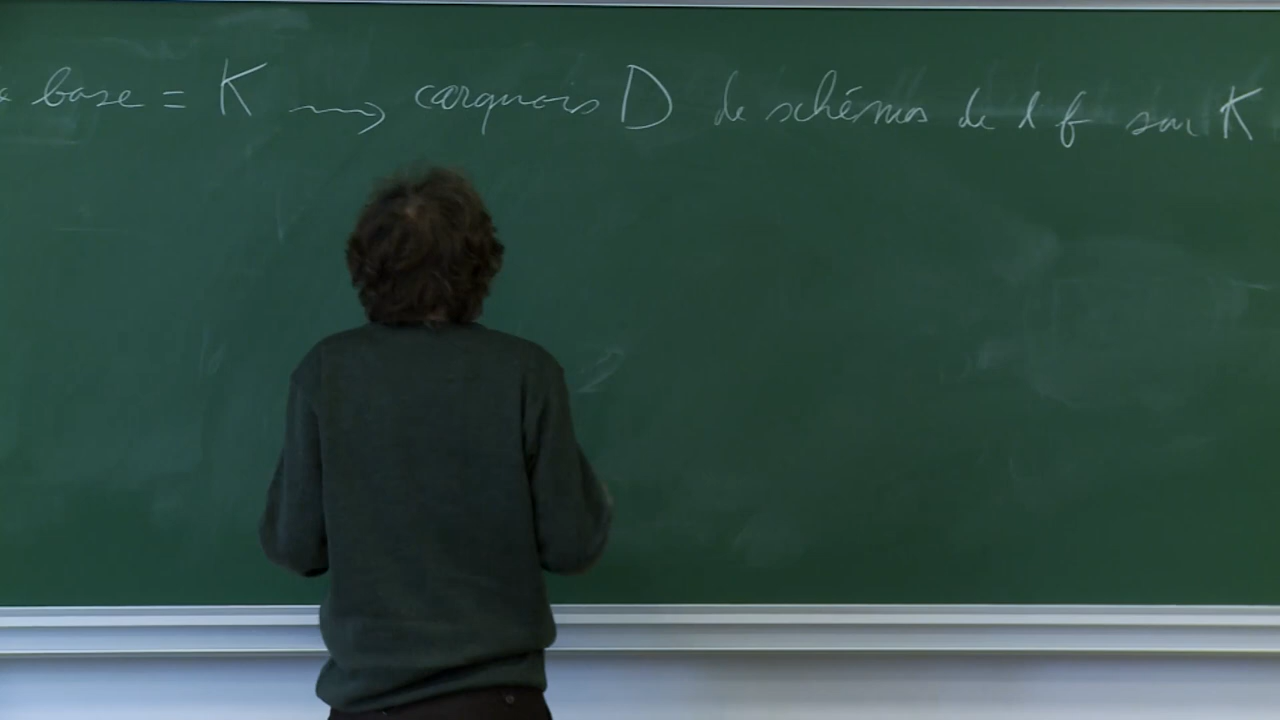 base = K ⇝ carquois D de schémas de t f sur K